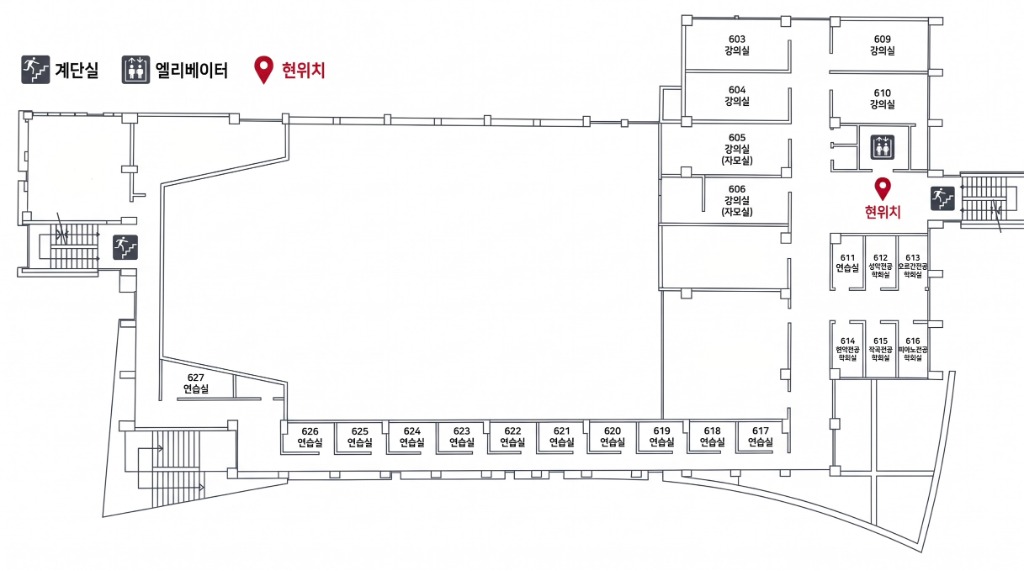 계단실
엘리베이터
현위치
603
강의실
609
강의실
604
강의실
610
강의실
605
강의실
(자모실)
606
강의실
(자모실)
현위치
611
연습실
612
성악전공
학회실
613
오르간전공
학회실
614
현악전공
학회실
615
작곡전공
학회실
616
피아노전공
학회실
627
연습실
626
연습실
625
연습실
624
연습실
623
연습실
622
연습실
621
연습실
620
연습실
619
연습실
618
연습실
617
연습실